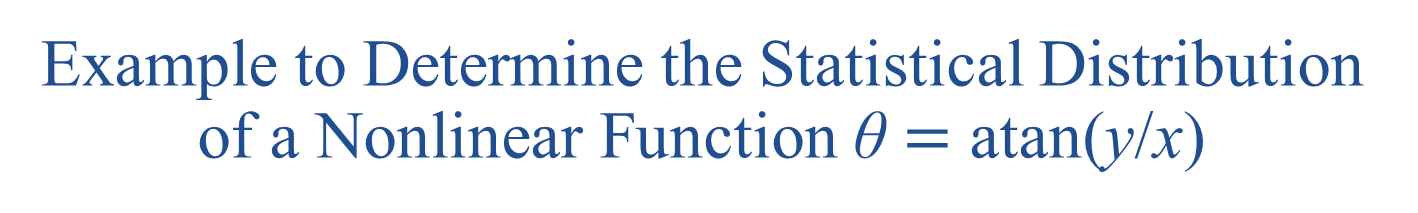 Example to Determine the Statistical Distribution
of a Nonlinear Function θ = atan(y/x)